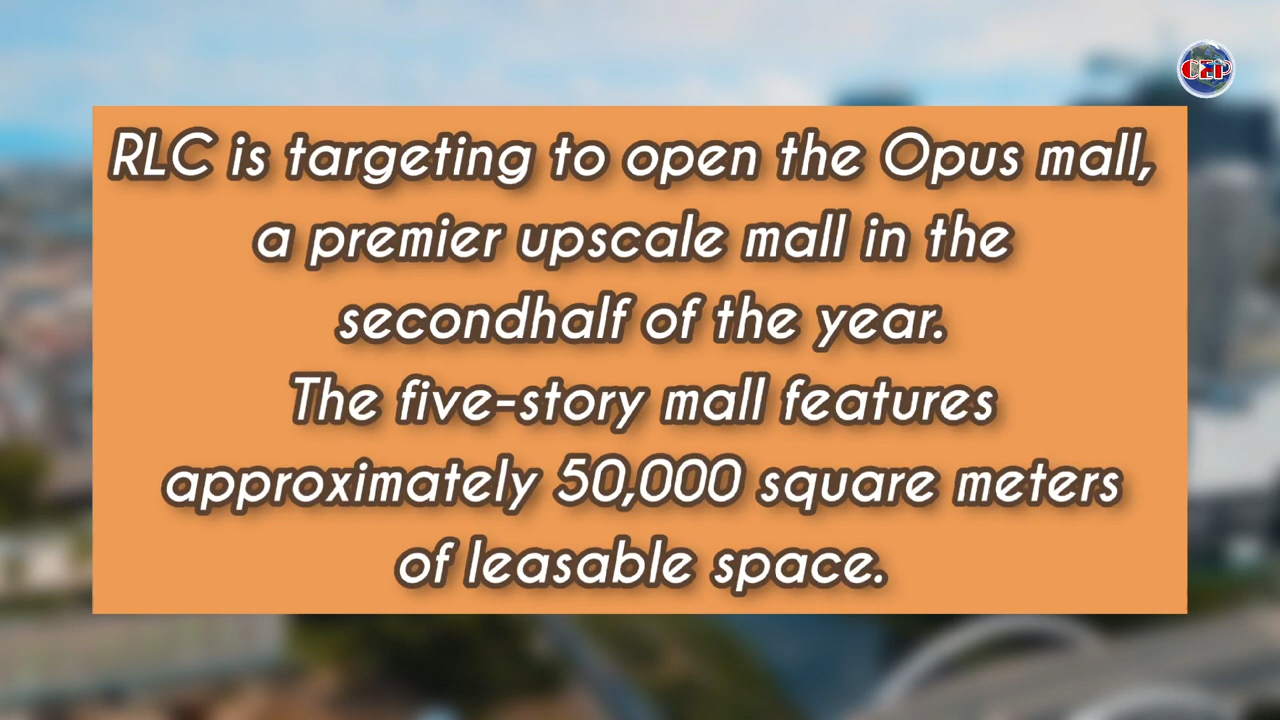 CEP
RLC is targeting to open the Opus mall,
a premier upscale mall in the
secondhalf of the year.
The five-story mall features
approximately 50,000 square meters
of leasable space.